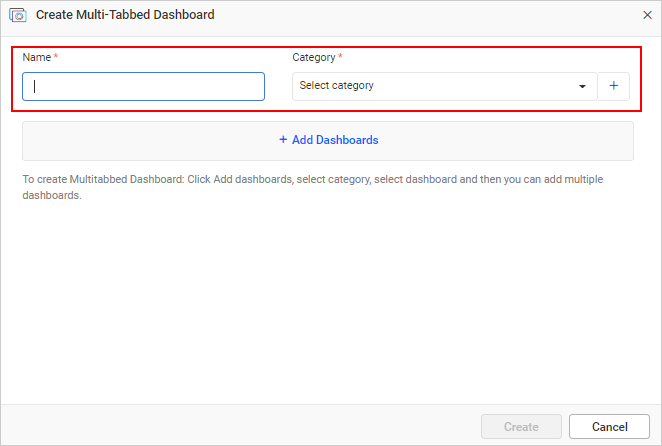 Create Multi-Tabbed Dashboard
Name *
Category *
Select category
+ Add Dashboards
To create Multitabbed Dashboard: Click Add dashboards, select category, select dashboard and then you can add multiple
dashboards.
Create
Cancel